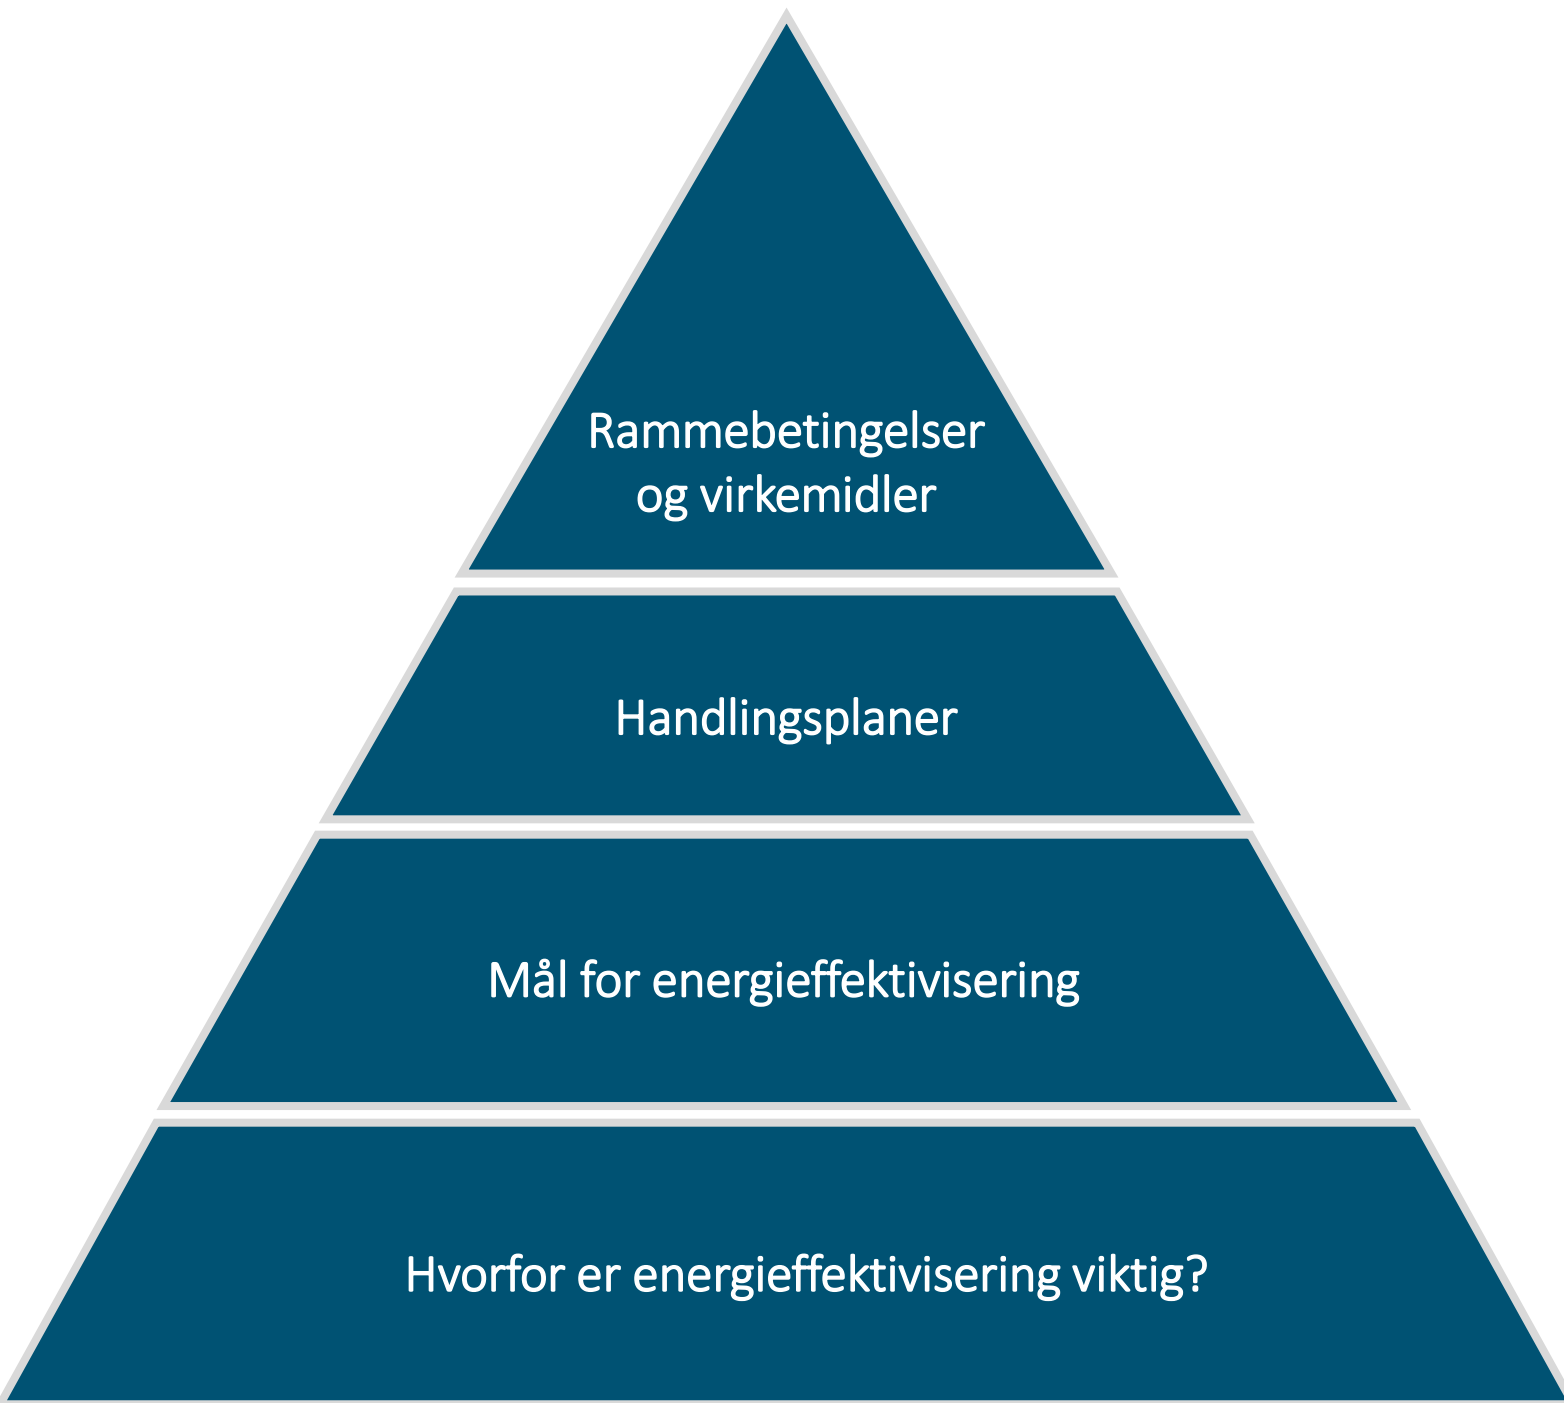 Rammebetingelser
og virkemidler
Handlingsplaner
Mål for energieffektivisering
Hvorfor er energieffektivisering viktig?